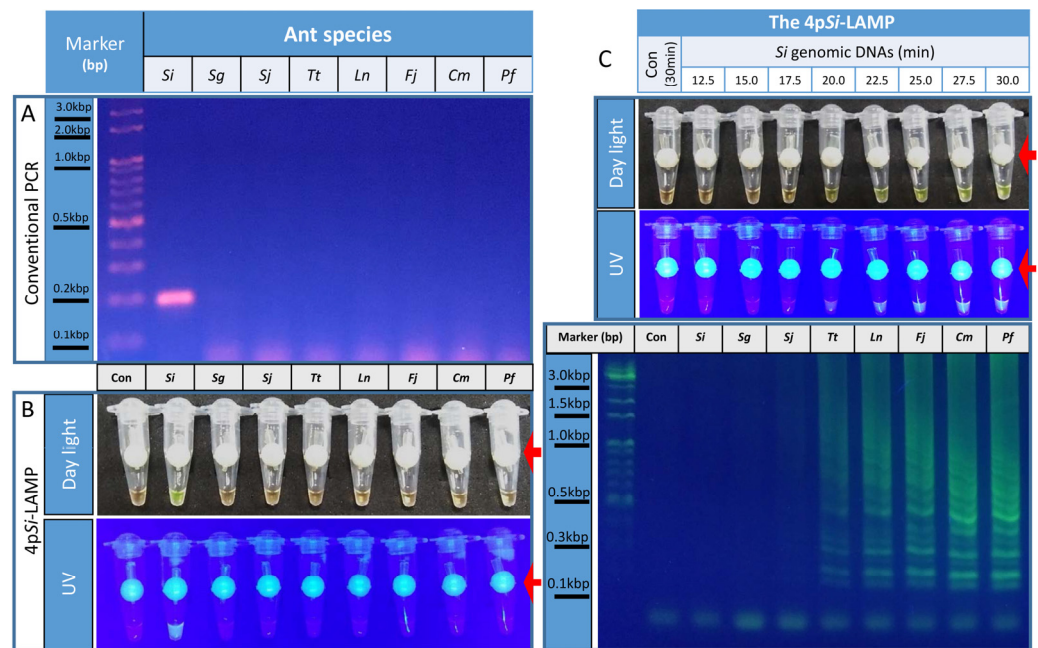 Marker
(bp)
Ant species
Si Sg Sj Tt Ln Fj Cm Pf
A
Conventional PCR
3.0kbp
2.0kbp
1.0kbp
0.5kbp
0.2kbp
0.1kbp
Con Si Sg Sj Tt Ln Fj Cm Pf
B
4pSi-LAMP
Day light
UV
C
The 4pSi-LAMP
Con
(30min)
Si genomic DNAs (min)
12.5 15.0 17.5 20.0 22.5 25.0 27.5 30.0
Day light
UV
Marker (bp) Con Si Sg Sj Tt Ln Fj Cm Pf
3.0kbp
1.5kbp
1.0kbp
0.5kbp
0.3kbp
0.1kbp